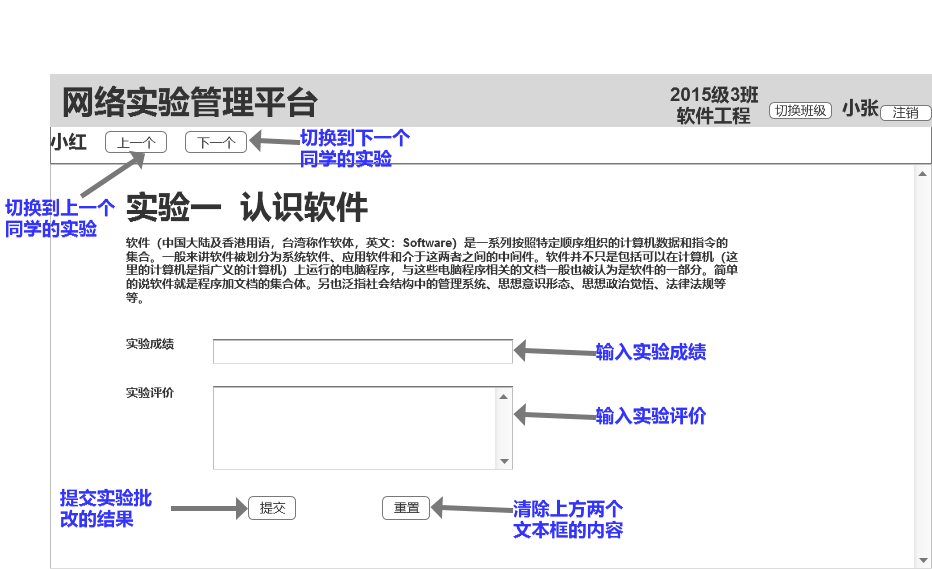 网络实验管理平台
2015级3班
软件工程
切换班级
小张
注销
小红
上一个
下一个
切换到下一个
同学的实验
切换到上一个
同学的实验
实验一 认识软件
软件（中国大陆及香港用语，台湾称作软体，英文：Software）是一系列按照特定顺序组织的计算机数据和指令的
集合。一般来讲软件被划分为系统软件、应用软件和介于这两者之间的中间件。软件并不只是包括可以在计算机（这
里的计算机是指广义的计算机）上运行的电脑程序，与这些电脑程序相关的文档一般也被认为是软件的一部分。简单
的说软件就是程序加文档的集合体。另也泛指社会结构中的管理系统、思想意识形态、思想政治觉悟、法律法规等
等。
实验成绩
输入实验成绩
实验评价
输入实验评价
提交实验批
改的结果
提交
重置
清除上方两个
文本框的内容